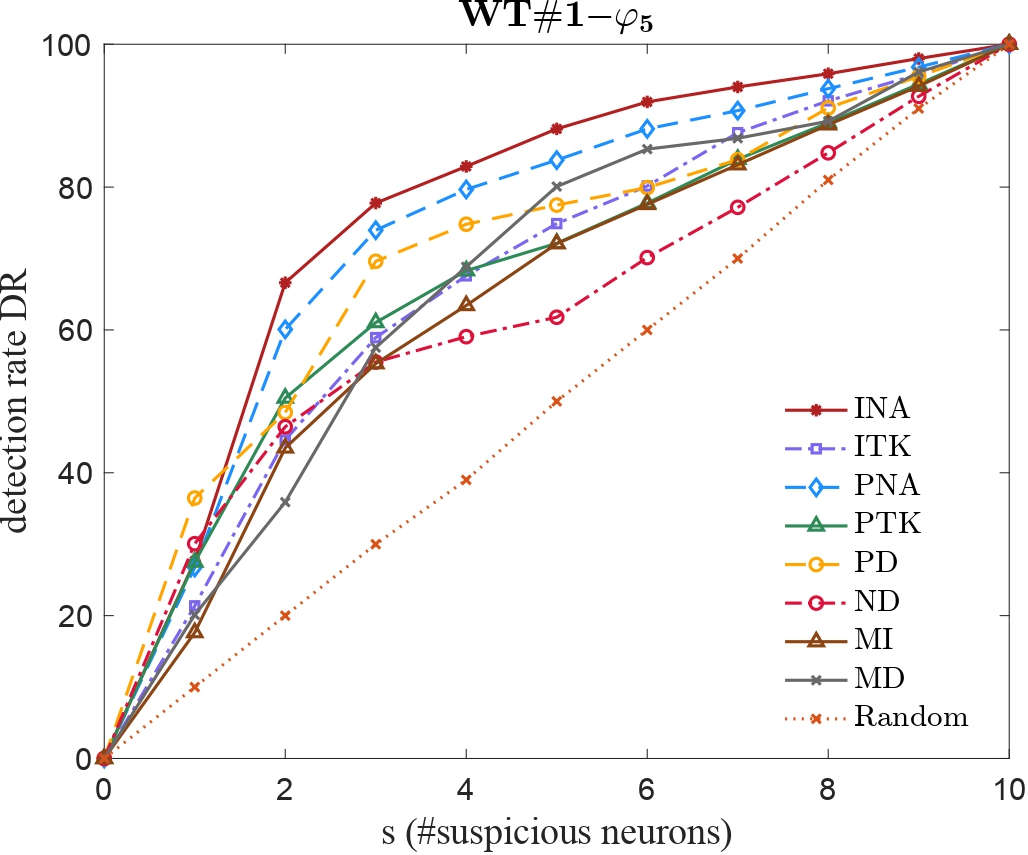 WT#1–φ₅
100
80
60
40
20
0
0 2 4 6 8 10
detection rate DR
s (#suspicious neurons)
INA
ITK
PNA
PTK
PD
ND
MI
MD
Random